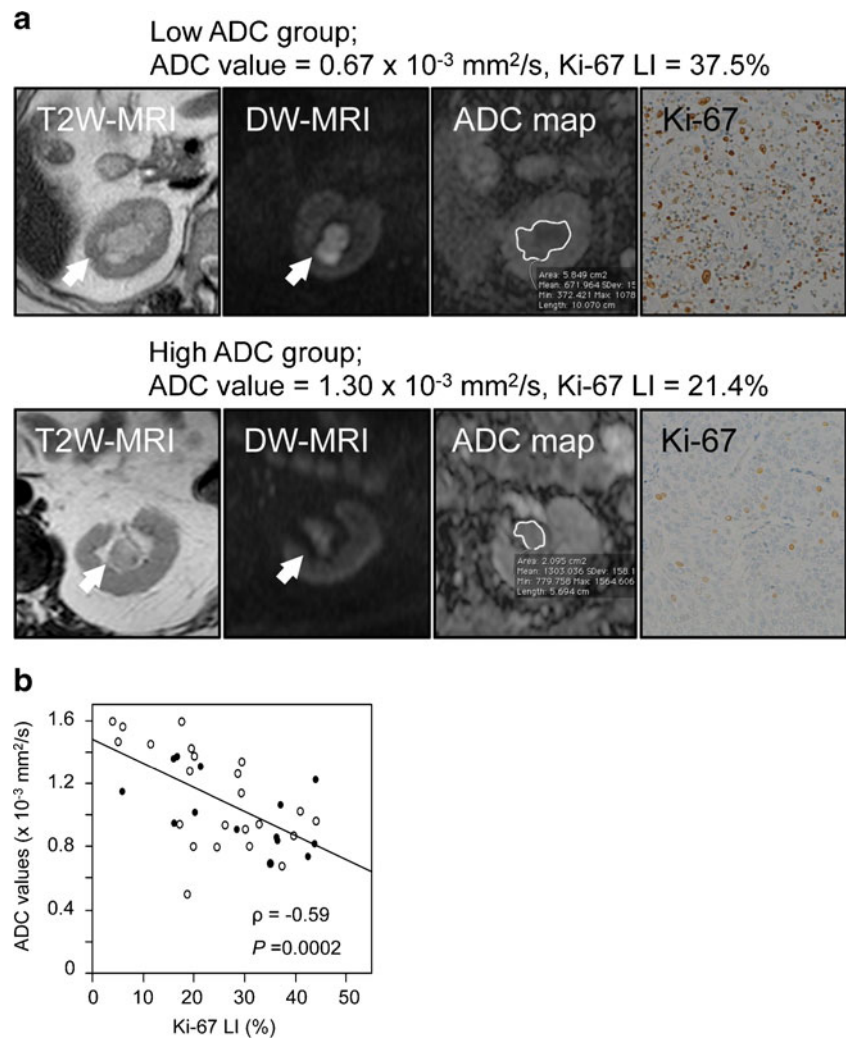 a
Low ADC group;
ADC value = 0.67 x 10⁻³ mm²/s, Ki-67 LI = 37.5%
T2W-MRI DW-MRI ADC map Ki-67
Area: 5.849 cm2
Mean: 671.964 SDev: 15
Min: 372.421 Max: 1078
Length: 10.070 cm
High ADC group;
ADC value = 1.30 x 10⁻³ mm²/s, Ki-67 LI = 21.4%
T2W-MRI DW-MRI ADC map Ki-67
Area: 2.095 cm2
Mean: 1303.036 SDev: 158.1
Min: 779.758 Max: 1564.606
Length: 5.694 cm
b
ADC values (x 10⁻³ mm²/s)
1.6
1.2
0.8
0.4
0
ρ = -0.59
P =0.0002
0 10 20 30 40 50
Ki-67 LI (%)